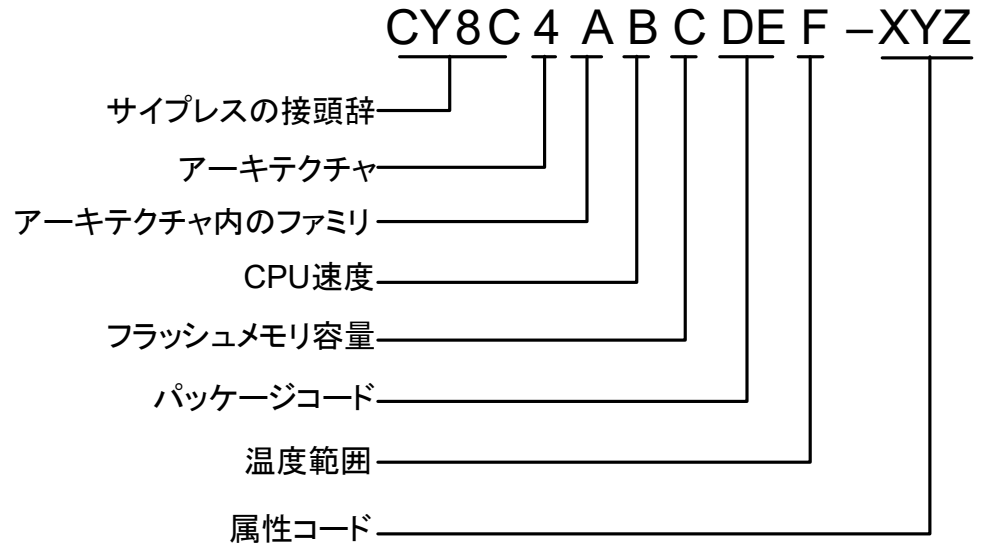 CY8C 4 A B C DE F – XYZ
サイプレスの接頭辞
アーキテクチャ
アーキテクチャ内のファミリ
CPU速度
フラッシュメモリ容量
パッケージコード
温度範囲
属性コード